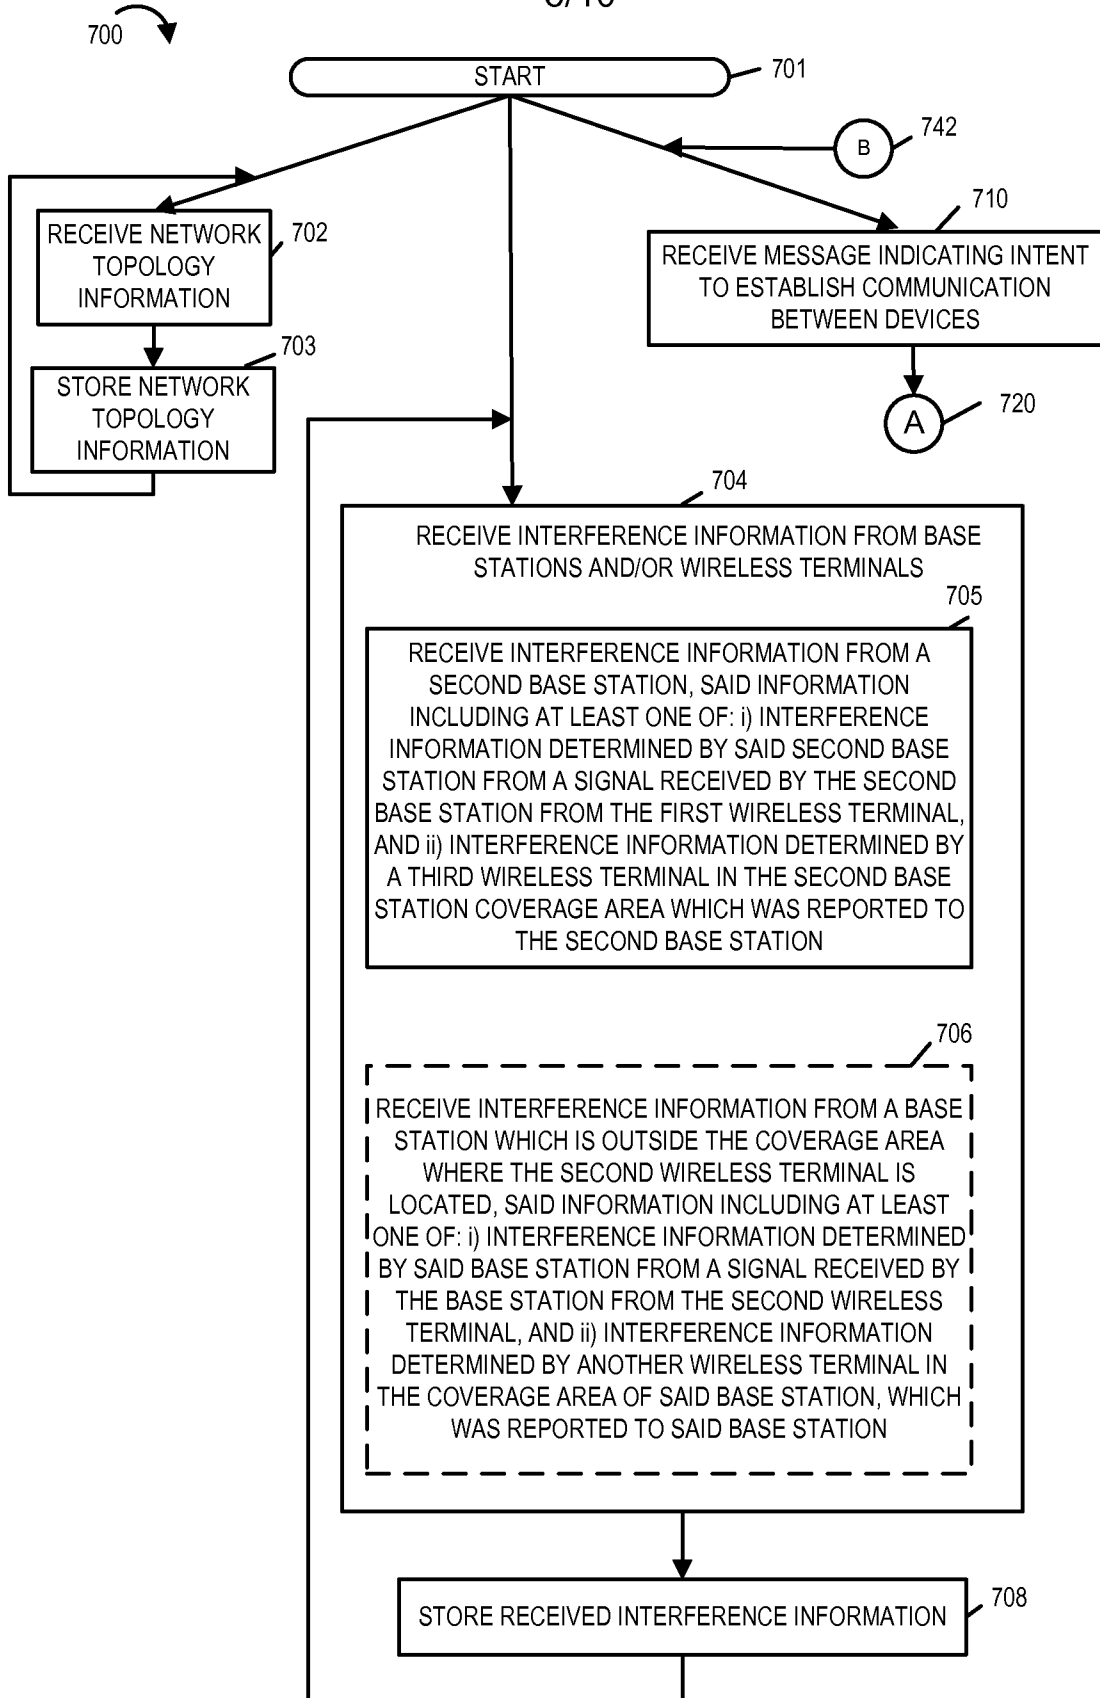 700
START
701
B
742
RECEIVE NETWORK
TOPOLOGY
INFORMATION
702
710
RECEIVE MESSAGE INDICATING INTENT
TO ESTABLISH COMMUNICATION
BETWEEN DEVICES
703
STORE NETWORK
TOPOLOGY
INFORMATION
A
720
704
RECEIVE INTERFERENCE INFORMATION FROM BASE
STATIONS AND/OR WIRELESS TERMINALS
705
RECEIVE INTERFERENCE INFORMATION FROM A
SECOND BASE STATION, SAID INFORMATION
INCLUDING AT LEAST ONE OF: i) INTERFERENCE
INFORMATION DETERMINED BY SAID SECOND BASE
STATION FROM A SIGNAL RECEIVED BY THE SECOND
BASE STATION FROM THE FIRST WIRELESS TERMINAL,
AND ii) INTERFERENCE INFORMATION DETERMINED BY
A THIRD WIRELESS TERMINAL IN THE SECOND BASE
STATION COVERAGE AREA WHICH WAS REPORTED TO
THE SECOND BASE STATION
706
RECEIVE INTERFERENCE INFORMATION FROM A BASE
STATION WHICH IS OUTSIDE THE COVERAGE AREA
WHERE THE SECOND WIRELESS TERMINAL IS
LOCATED, SAID INFORMATION INCLUDING AT LEAST
ONE OF: i) INTERFERENCE INFORMATION DETERMINED
BY SAID BASE STATION FROM A SIGNAL RECEIVED BY
THE BASE STATION FROM THE SECOND WIRELESS
TERMINAL, AND ii) INTERFERENCE INFORMATION
DETERMINED BY ANOTHER WIRELESS TERMINAL IN
THE COVERAGE AREA OF SAID BASE STATION, WHICH
WAS REPORTED TO SAID BASE STATION
STORE RECEIVED INTERFERENCE INFORMATION
708